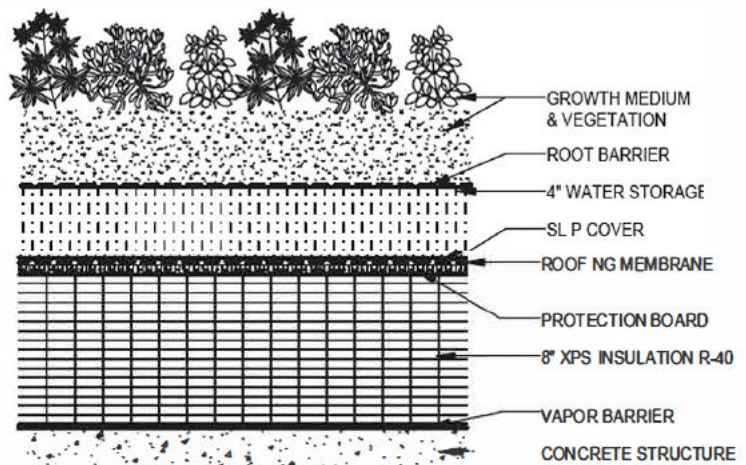 GROWTH MEDIUM
& VEGETATION
ROOT BARRIER
4" WATER STORAGE
SL P COVER
ROOF NG MEMBRANE
PROTECTION BOARD
8" XPS INSULATION R-40
VAPOR BARRIER
CONCRETE STRUCTURE